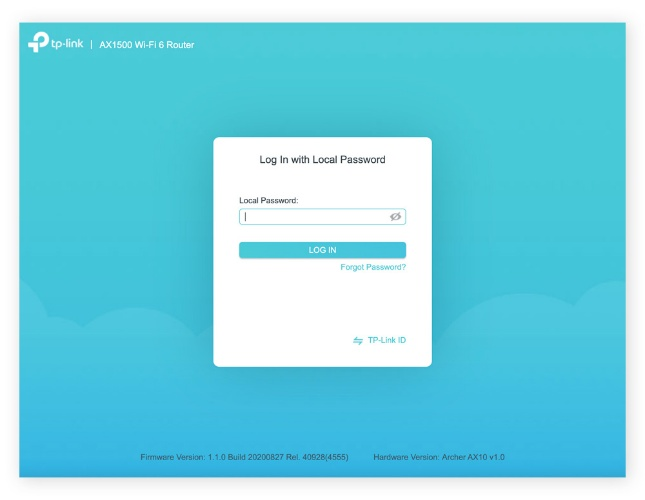 tp-link | AX1500 Wi-Fi 6 Router
Log In with Local Password
Local Password:
LOG IN
Forgot Password?
TP-Link ID
Firmware Version: 1.1.0 Build 20200827 Rel. 40928(4555) Hardware Version: Archer AX10 v1.0